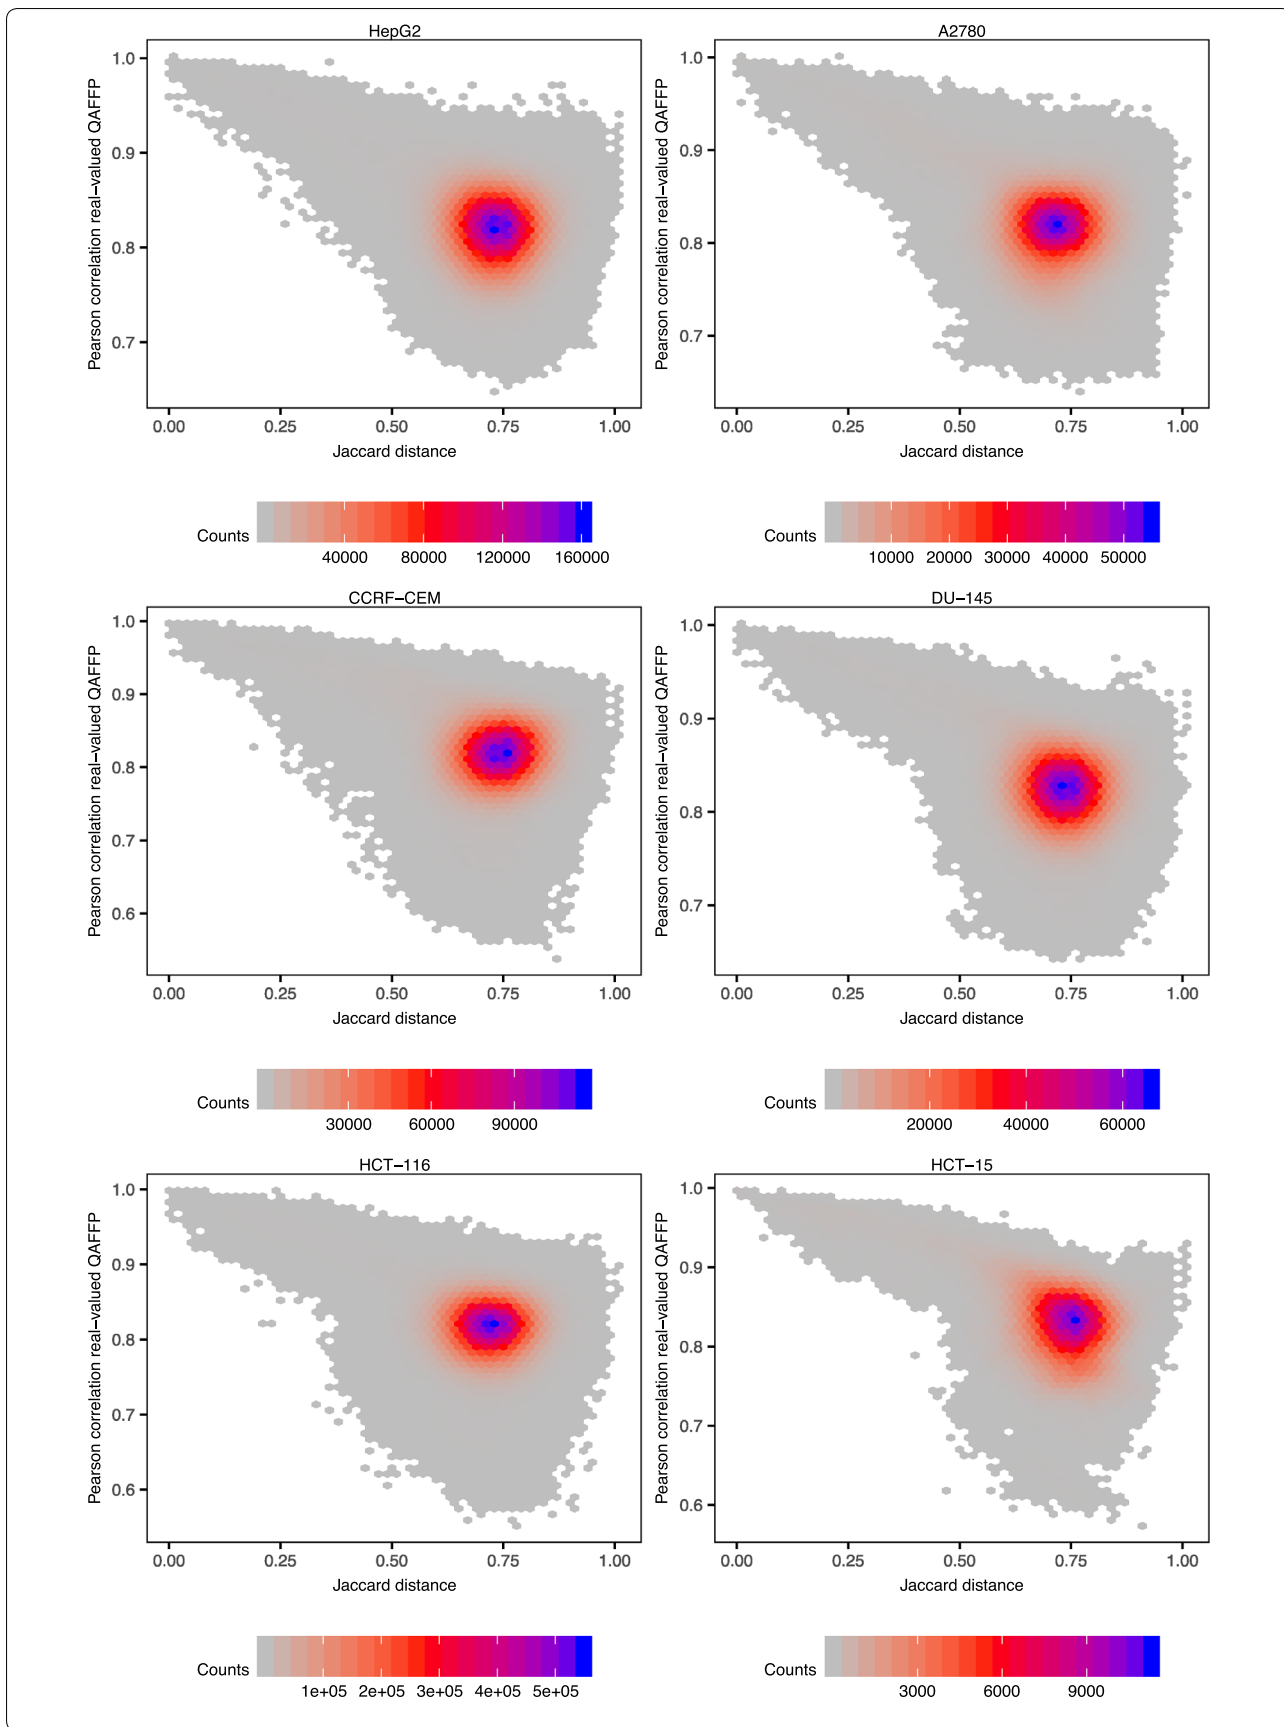 HepG2
Pearson correlation real−valued QAFFP
1.0
0.9
0.8
0.7
0.00 0.25 0.50 0.75 1.00
Jaccard distance
Counts
40000 80000 120000 160000
A2780
Pearson correlation real−valued QAFFP
1.0
0.9
0.8
0.7
0.00 0.25 0.50 0.75 1.00
Jaccard distance
Counts
10000 20000 30000 40000 50000
CCRF−CEM
Pearson correlation real−valued QAFFP
1.0
0.9
0.8
0.7
0.6
0.00 0.25 0.50 0.75 1.00
Jaccard distance
Counts
30000 60000 90000
DU−145
Pearson correlation real−valued QAFFP
1.0
0.9
0.8
0.7
0.00 0.25 0.50 0.75 1.00
Jaccard distance
Counts
20000 40000 60000
HCT−116
Pearson correlation real−valued QAFFP
1.0
0.9
0.8
0.7
0.6
0.00 0.25 0.50 0.75 1.00
Jaccard distance
Counts
1e+05 2e+05 3e+05 4e+05 5e+05
HCT−15
Pearson correlation real−valued QAFFP
1.0
0.9
0.8
0.7
0.6
0.00 0.25 0.50 0.75 1.00
Jaccard distance
Counts
3000 6000 9000